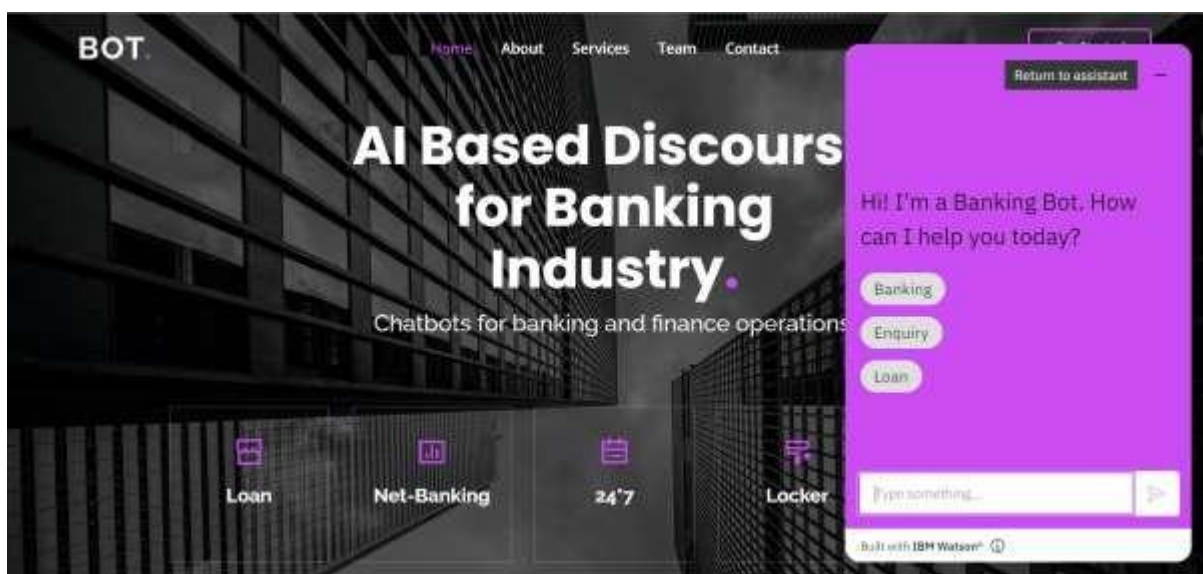 BOT.
Home About Services Team Contact
Return to assistant
AI Based Discours
for Banking
Industry.
Chatbots for banking and finance operations
Hi! I'm a Banking Bot. How
can I help you today?
Banking
Enquiry
Loan
Loan
Net-Banking
24*7
Locker
Type something...
Built with IBM Watson®